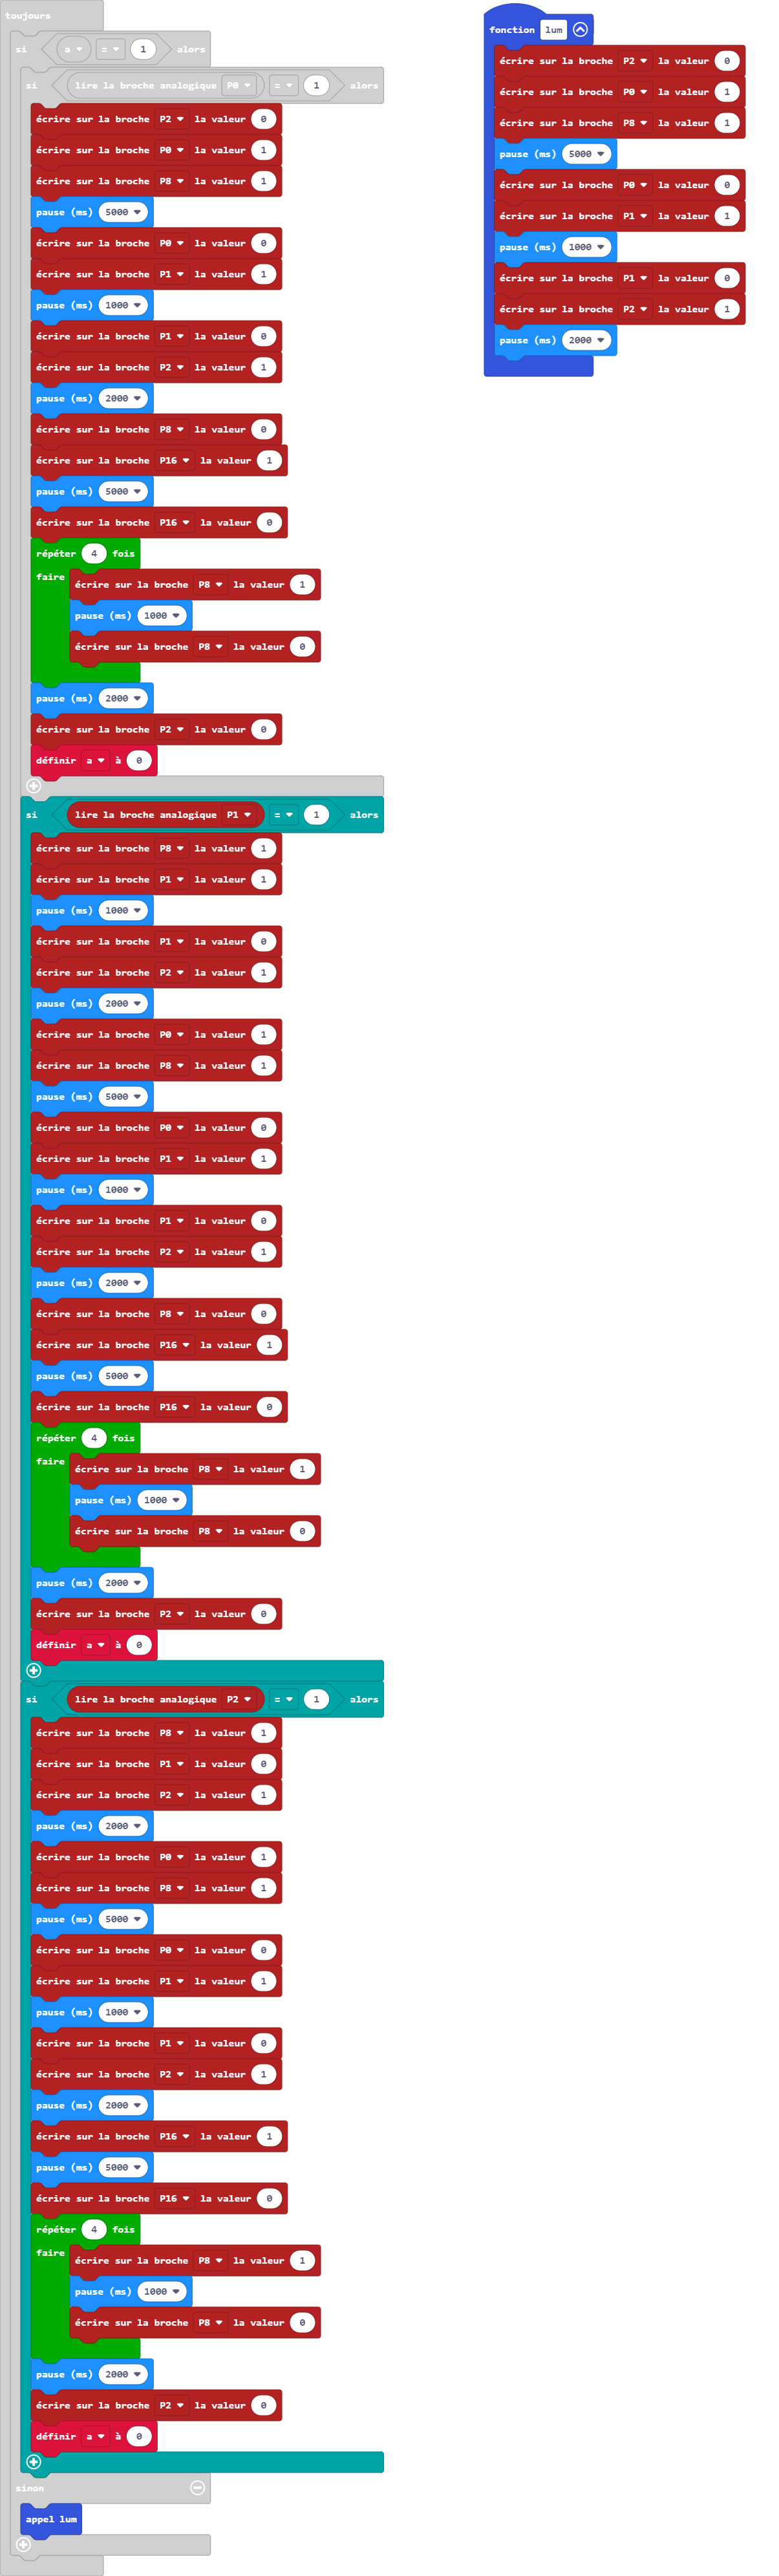 toujours
si a = 1 alors
si lire la broche analogique P0 = 1 alors
écrire sur la broche P2 la valeur 0
écrire sur la broche P0 la valeur 1
écrire sur la broche P8 la valeur 1
pause (ms) 5000
écrire sur la broche P0 la valeur 0
écrire sur la broche P1 la valeur 1
pause (ms) 1000
écrire sur la broche P1 la valeur 0
écrire sur la broche P2 la valeur 1
pause (ms) 2000
écrire sur la broche P8 la valeur 0
écrire sur la broche P16 la valeur 1
pause (ms) 5000
écrire sur la broche P16 la valeur 0
répéter 4 fois
faire écrire sur la broche P8 la valeur 1
pause (ms) 1000
écrire sur la broche P8 la valeur 0
pause (ms) 2000
écrire sur la broche P2 la valeur 0
définir a à 0
si lire la broche analogique P1 = 1 alors
écrire sur la broche P8 la valeur 1
écrire sur la broche P1 la valeur 1
pause (ms) 1000
écrire sur la broche P1 la valeur 0
écrire sur la broche P2 la valeur 1
pause (ms) 2000
écrire sur la broche P0 la valeur 1
écrire sur la broche P8 la valeur 1
pause (ms) 5000
écrire sur la broche P0 la valeur 0
écrire sur la broche P1 la valeur 1
pause (ms) 1000
écrire sur la broche P1 la valeur 0
écrire sur la broche P2 la valeur 1
pause (ms) 2000
écrire sur la broche P8 la valeur 0
écrire sur la broche P16 la valeur 1
pause (ms) 5000
écrire sur la broche P16 la valeur 0
répéter 4 fois
faire écrire sur la broche P8 la valeur 1
pause (ms) 1000
écrire sur la broche P8 la valeur 0
pause (ms) 2000
écrire sur la broche P2 la valeur 0
définir a à 0
si lire la broche analogique P2 = 1 alors
écrire sur la broche P8 la valeur 1
écrire sur la broche P1 la valeur 0
écrire sur la broche P2 la valeur 1
pause (ms) 2000
écrire sur la broche P0 la valeur 1
écrire sur la broche P8 la valeur 1
pause (ms) 5000
écrire sur la broche P0 la valeur 0
écrire sur la broche P1 la valeur 1
pause (ms) 1000
écrire sur la broche P1 la valeur 0
écrire sur la broche P2 la valeur 1
pause (ms) 2000
écrire sur la broche P16 la valeur 1
pause (ms) 5000
écrire sur la broche P16 la valeur 0
répéter 4 fois
faire écrire sur la broche P8 la valeur 1
pause (ms) 1000
écrire sur la broche P8 la valeur 0
pause (ms) 2000
écrire sur la broche P2 la valeur 0
définir a à 0
sinon
appel lum
fonction lum
écrire sur la broche P2 la valeur 0
écrire sur la broche P0 la valeur 1
écrire sur la broche P8 la valeur 1
pause (ms) 5000
écrire sur la broche P0 la valeur 0
écrire sur la broche P1 la valeur 1
pause (ms) 1000
écrire sur la broche P1 la valeur 0
écrire sur la broche P2 la valeur 1
pause (ms) 2000